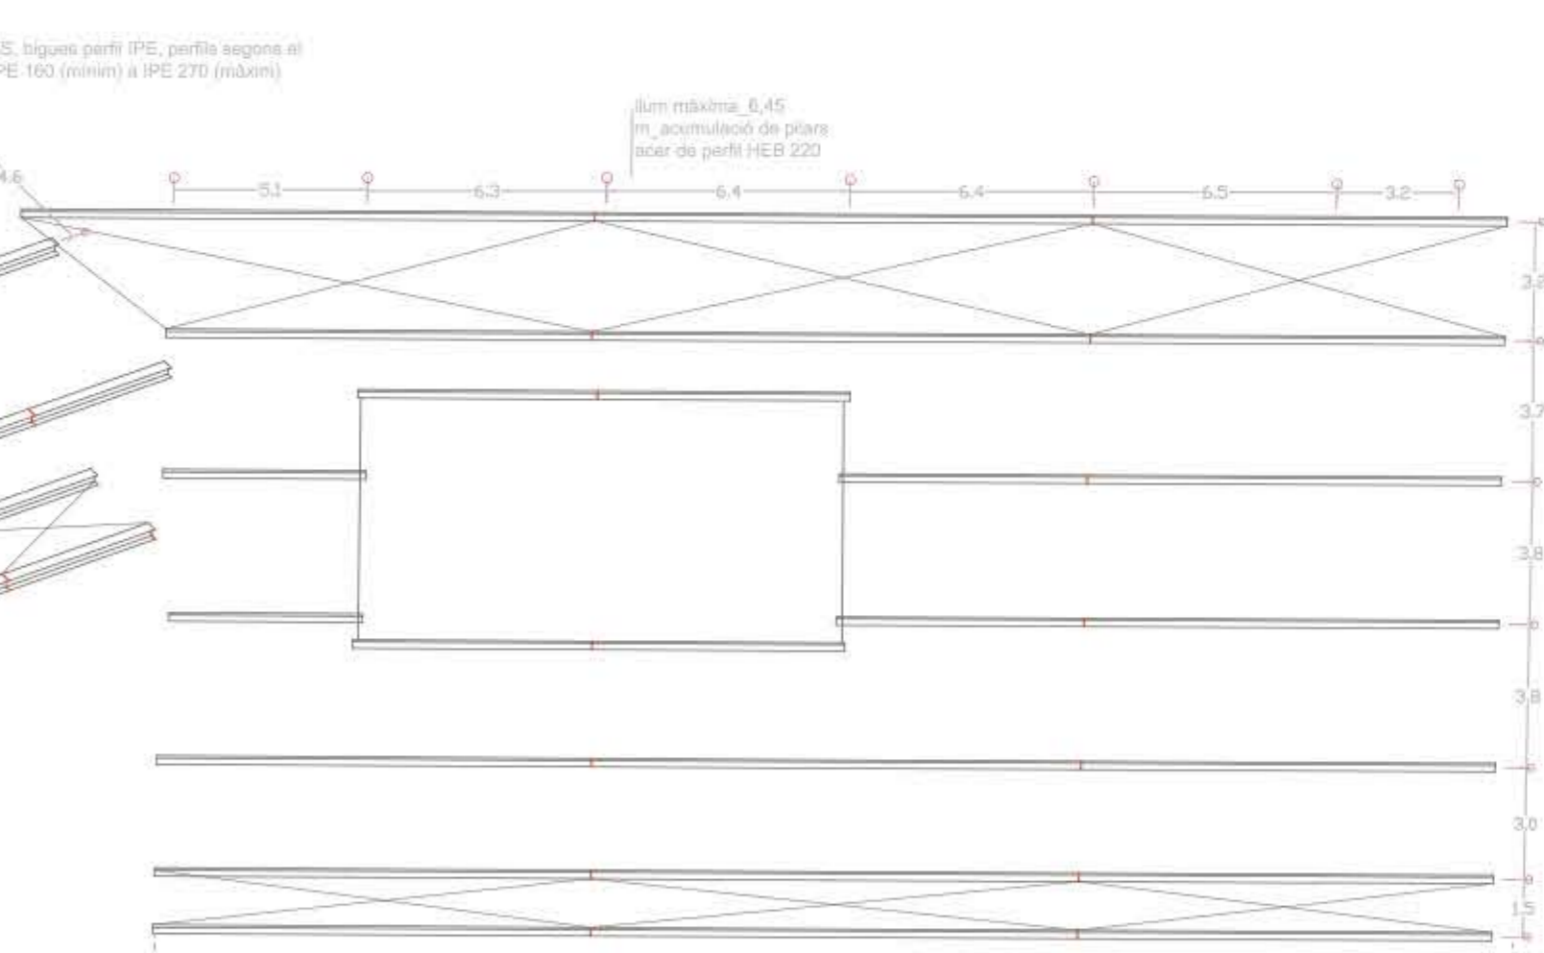 S, bigues perfil IPE, perfils segons el
PE 160 (mínim) a IPE 270 (màxim)
llum màxima_6,45
m_acumulació de pilars
acer de perfil HEB 220
4.6
5.1
6.3
6.4
6.4
6.5
3.2
3.7
3.8
3.8
3.0
1.5